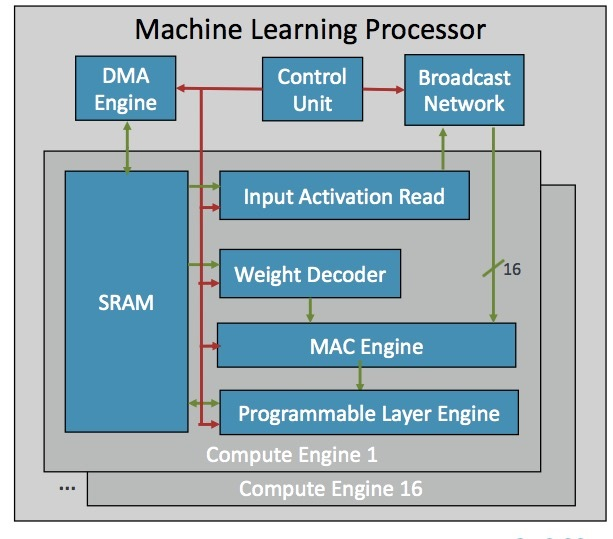 Machine Learning Processor
DMA
Engine
Control
Unit
Broadcast
Network
Input Activation Read
Weight Decoder
16
SRAM
MAC Engine
Programmable Layer Engine
Compute Engine 1
...
Compute Engine 16